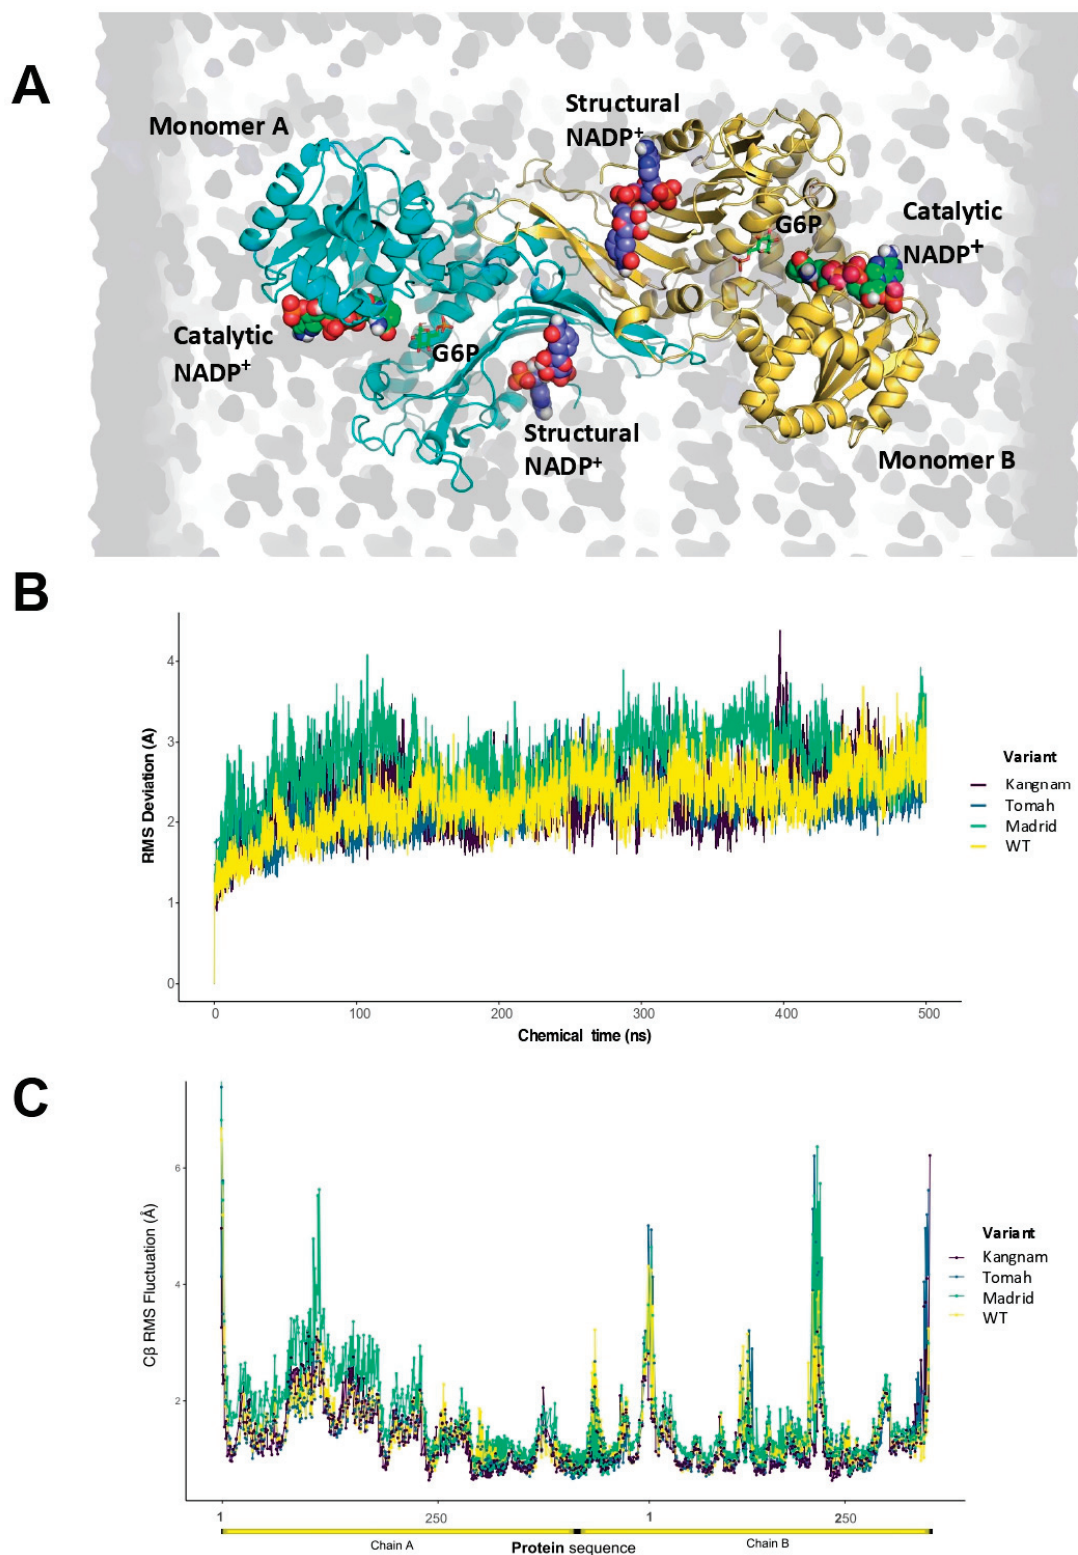 A
Monomer A
Structural
NADP+
G6P
Catalytic
NADP+
Catalytic
NADP+
G6P
Structural
NADP+
Monomer B
B
RMS Deviation (A)
4
3
2
1
0
0
100
200
300
400
500
Chemical time (ns)
Variant
Kangnam
Tomah
Madrid
WT
C
Cβ RMS Fluctuation (Å)
6
4
2
1
250
1
250
Chain A
Protein sequence
Chain B
Variant
Kangnam
Tomah
Madrid
WT